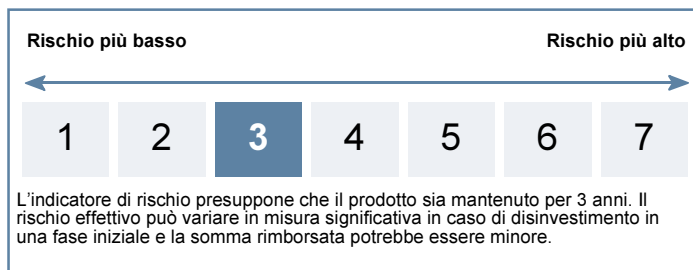 Rischio più basso Rischio più alto
1 2 3 4 5 6 7
L'indicatore di rischio presuppone che il prodotto sia mantenuto per 3 anni. Il
rischio effettivo può variare in misura significativa in caso di disinvestimento in
una fase iniziale e la somma rimborsata potrebbe essere minore.